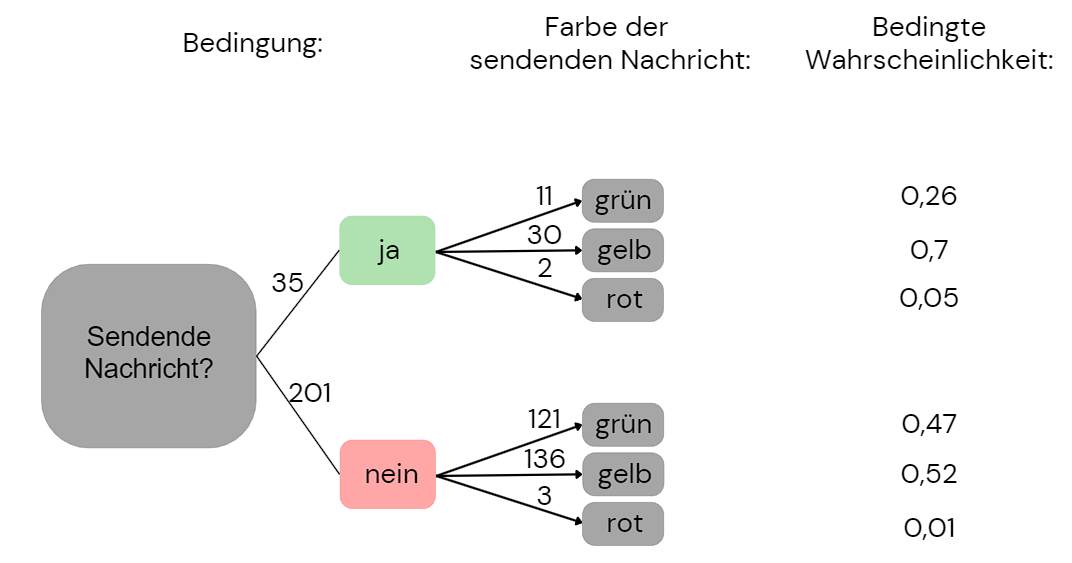 Bedingung:
Farbe der
sendenden Nachricht:
Bedingte
Wahrscheinlichkeit:
Sendende
Nachricht?
35
ja
11
grün
0,26
30
gelb
0,7
2
rot
0,05
201
nein
121
grün
0,47
136
gelb
0,52
3
rot
0,01